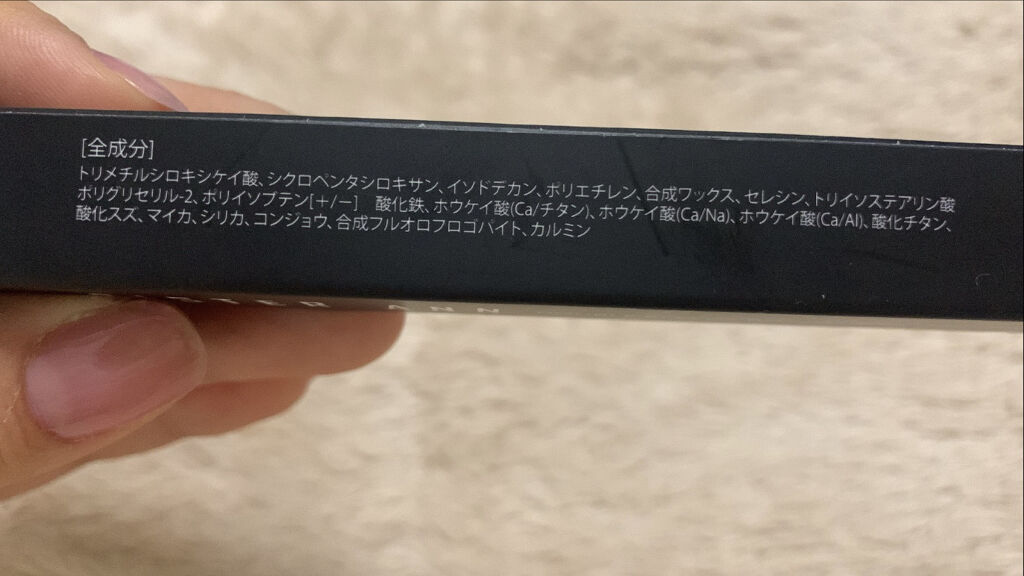 [全成分]
トリメチルシロキシケイ酸、シクロペンタシロキサン、イソドデカン、ポリエチレン、合成ワックス、セレシン、トリイソステアリン酸
ポリグリセリル-2、ポリイソブテン[+/−]　酸化鉄、ホウケイ酸(Ca/チタン)、ホウケイ酸(Ca/Na)、ホウケイ酸(Ca/Al)、酸化チタン、
酸化スズ、マイカ、シリカ、コンジョウ、合成フルオロフロゴパイト、カルミン